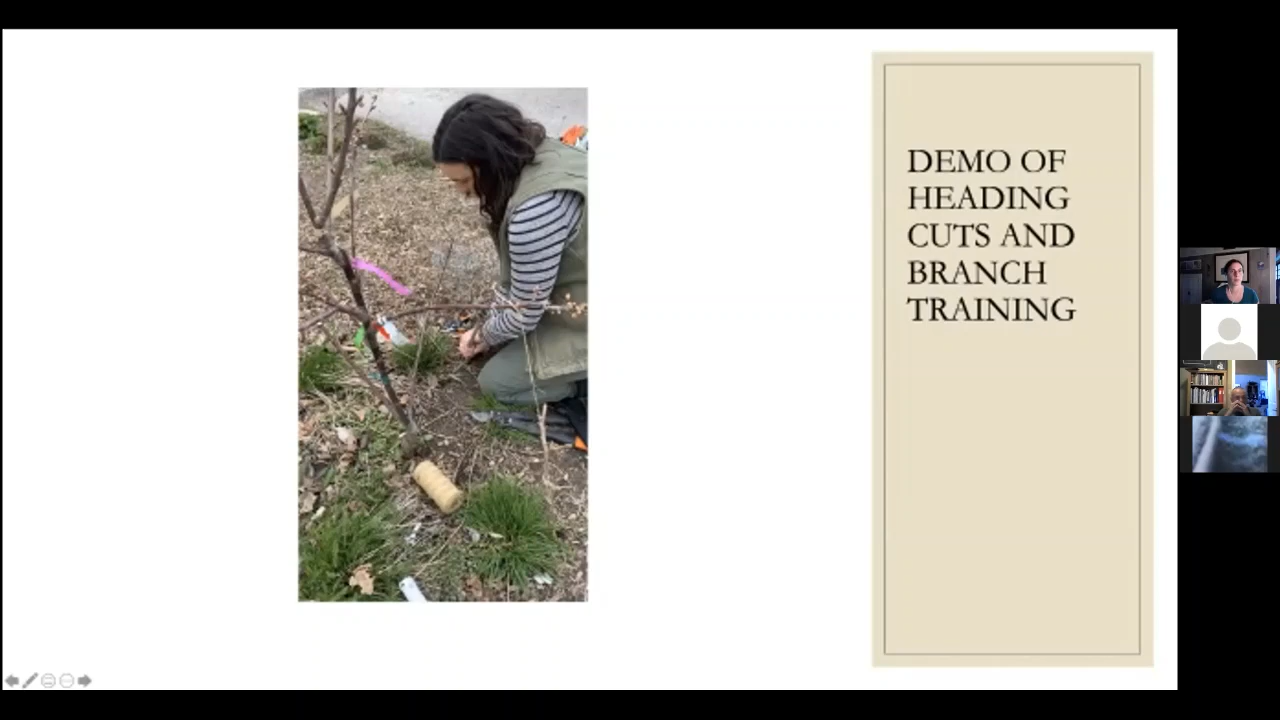 DEMO OF
HEADING
CUTS AND
BRANCH
TRAINING